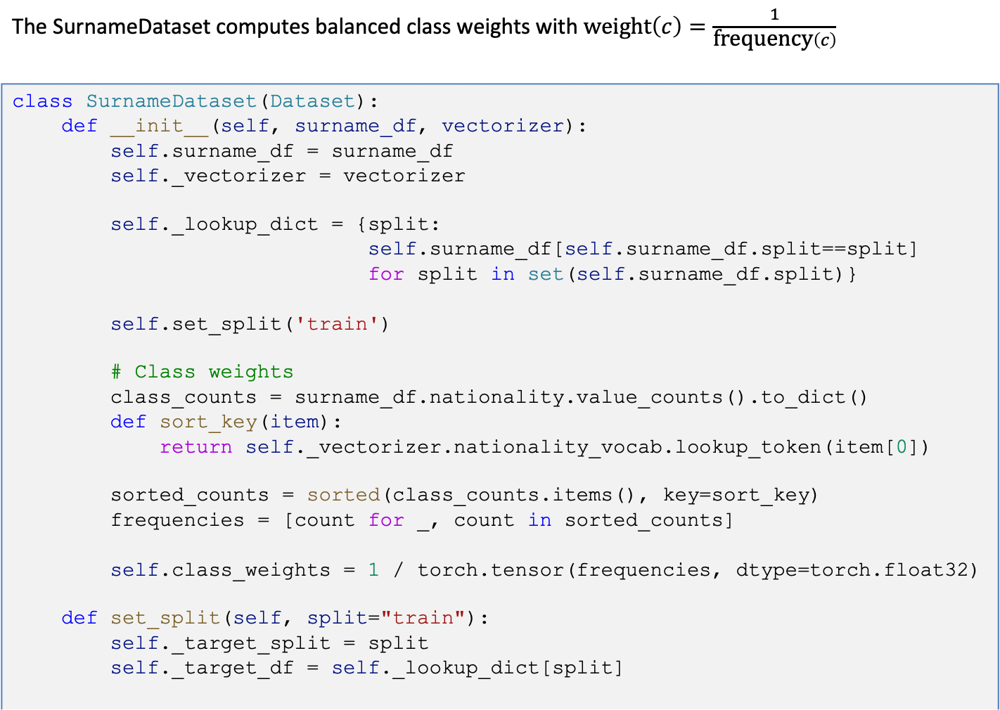 The SurnameDataset computes balanced class weights with weight(c) = 1 / frequency(c)
class SurnameDataset(Dataset):
    def __init__(self, surname_df, vectorizer):
        self.surname_df = surname_df
        self._vectorizer = vectorizer
        self._lookup_dict = {split:
                             self.surname_df[self.surname_df.split==split]
                             for split in set(self.surname_df.split)}
        self.set_split('train')
        # Class weights
        class_counts = surname_df.nationality.value_counts().to_dict()
        def sort_key(item):
            return self._vectorizer.nationality_vocab.lookup_token(item[0])
        sorted_counts = sorted(class_counts.items(), key=sort_key)
        frequencies = [count for _, count in sorted_counts]
        self.class_weights = 1 / torch.tensor(frequencies, dtype=torch.float32)
    def set_split(self, split="train"):
        self._target_split = split
        self._target_df = self._lookup_dict[split]